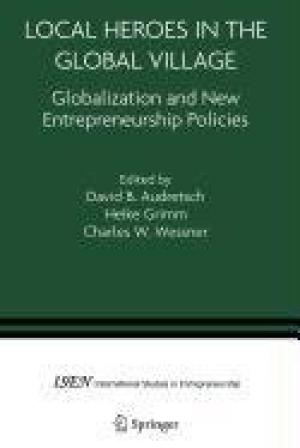 LOCAL HEROES IN THE
GLOBAL VILLAGE
Globalization and New
Entrepreneurship Policies
Edited by
David B. Audretsch
Heike Grimm
Charles W. Wessner
ISEN International Studies in Entrepreneurship
Springer